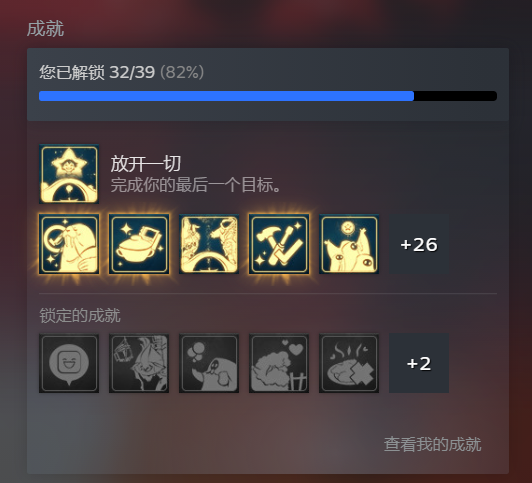 成就
您已解锁 32/39 (82%)
放开一切
完成你的最后一个目标。
+26
锁定的成就
+2
查看我的成就